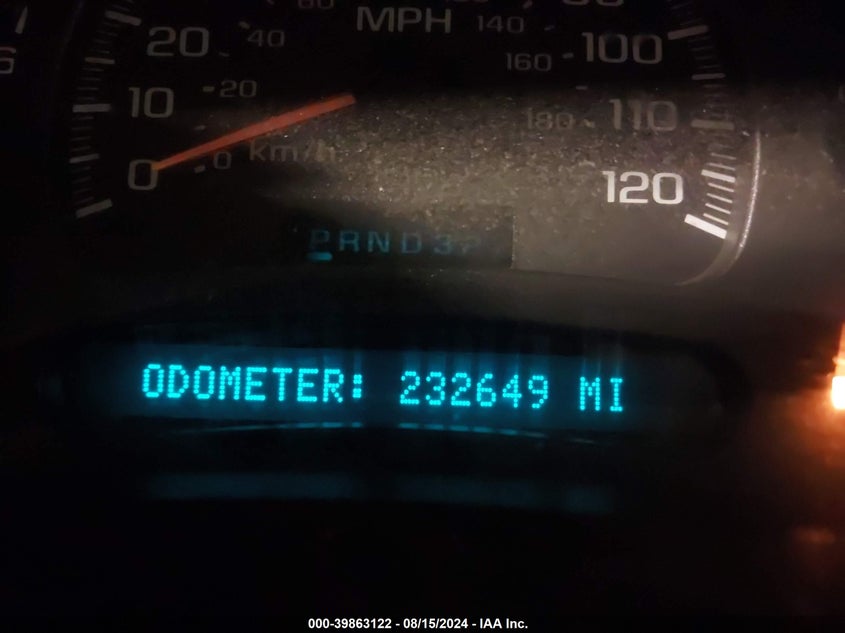 MPH
20 40 140 100
160
10 20
180 110
0 0 km/h
120
PRND3
ODOMETER: 232649 MI
000-39863122 - 08/15/2024 - IAA Inc.